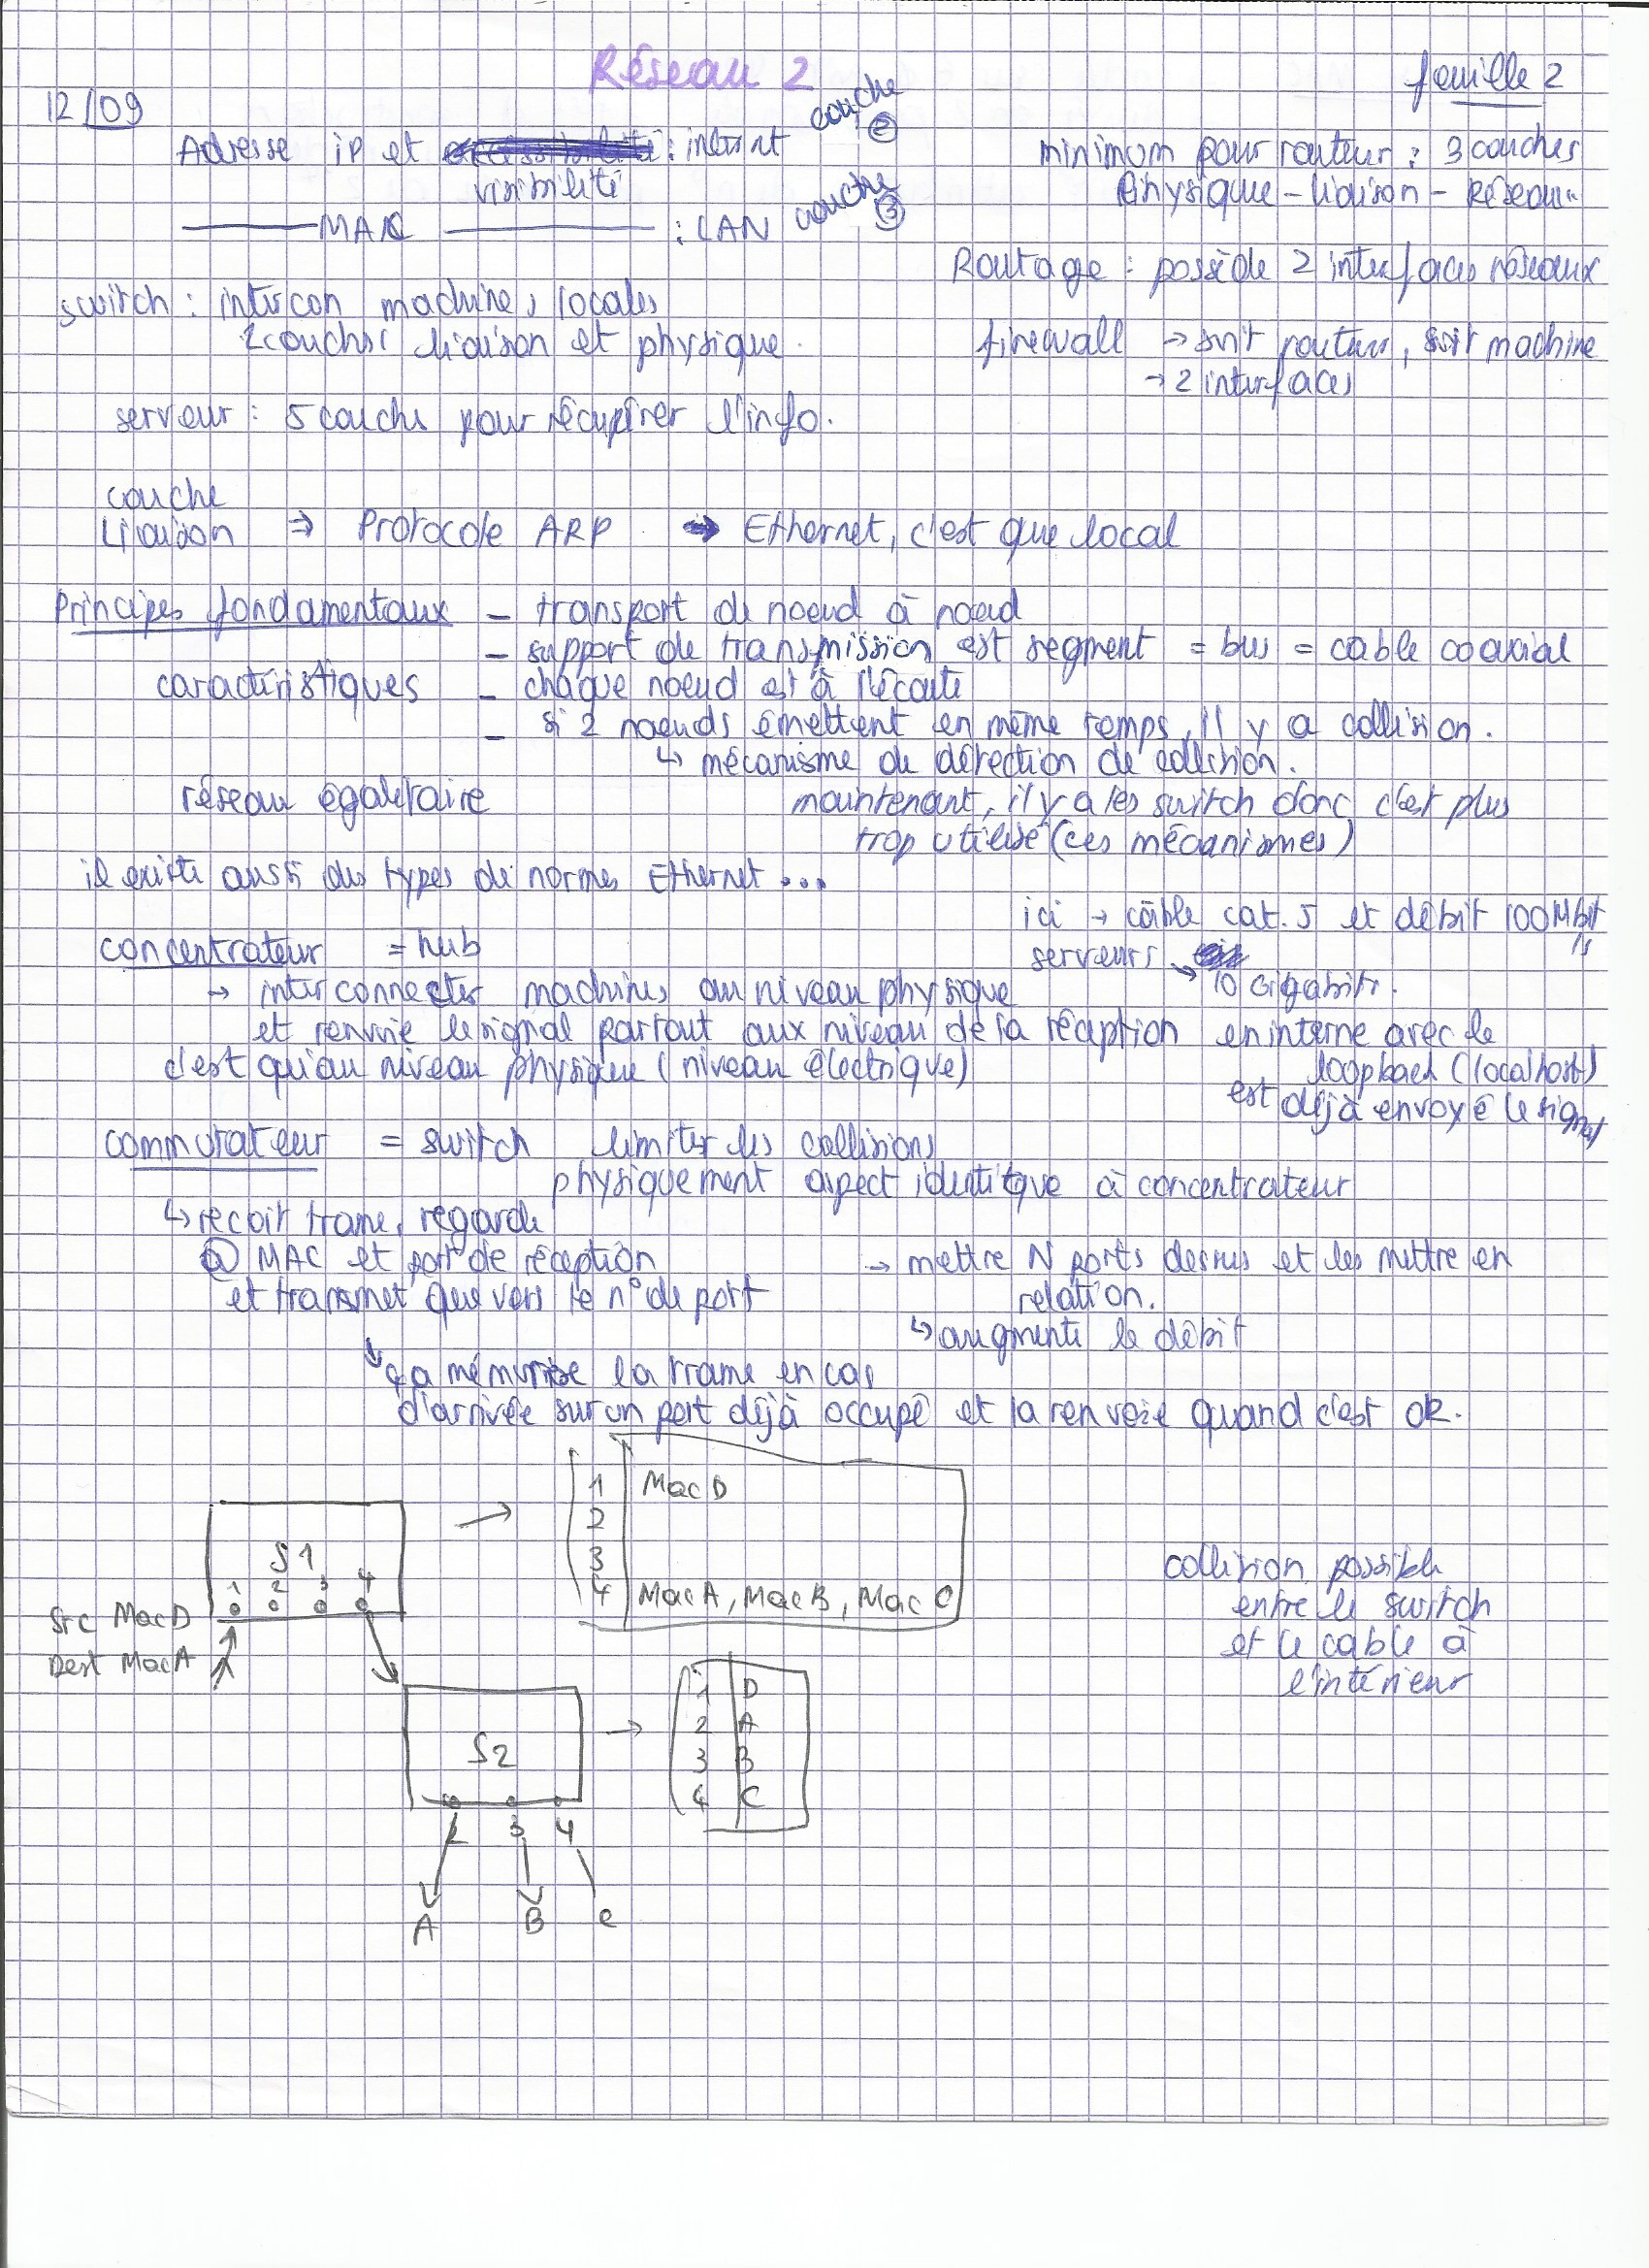 Réseau 2
feuille 2
12/09
Adresse iP et visibilité : internt couche ②
MAC : LAN couche ③
minimum pour routeur : 3 couches
Physique - liaison - Réseau
Routage : possède 2 interfaces réseaux
switch : intercon machines locales
2 couches liaison et physique.
firewall → soit routeur, soit machine
→ 2 interfaces
serveur : 5 couches pour récupérer l'info.
couche
Liaison ⇒ Protocole ARP → Ethernet, c'est que local
Principes fondamentaux - transport de noeud à noeud
- support de transmission est segment = bus = cable coaxial
caractéristiques - chaque noeud est à l'écoute
- si 2 noeuds émettent en même temps, il y a collision.
↳ mécanisme de détection de collision.
réseau égalitaire
maintenant, il y a les switch donc c'est plus
trop utilisé (ces mécanismes)
il existe aussi des types de normes Ethernet ...
ici → câble cat. 5 et débit 100 Mbit
/s
serveurs → 10 Gigabits.
concentrateur = hub
→ interconnecter machines au niveau physique
et renvoie le signal partout aux niveau de la réception
c'est qu'au niveau physique (niveau électrique)
en interne avec le
loopback (localhost)
est déjà envoyé le signal
commutateur = switch limiter les collisions
physiquement aspect identique à concentrateur
↳ reçoit trame, regarde
@ MAC et port de réception
et transmet que vers le n° de port
→ mettre N ports dessus et les mettre en
relation.
↳ augmente le débit
↳ ça mémorise la trame en cas
d'arrivée sur un port déjà occupé et la renvoie quand c'est ok.
S1
1 2 3 4
Src MacD
Dest MacA
→
1 MacD
2
3
4 MacA, MacB, MacC
collision possible
entre le switch
et le cable à
l'intérieur
S2
→
1 D
2 A
3 B
4 C
2 3 4
A B C